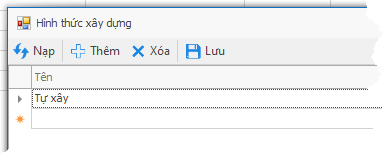 Hình thức xây dựng
Nạp Thêm Xóa Lưu
Tên
Tự xây